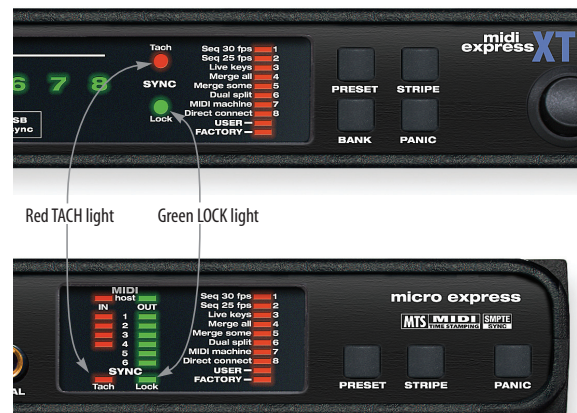 midi
express XT
Tach
SYNC
Lock
6 7 8
SB
ync
Seq 30 fps 1
Seq 25 fps 2
Live keys 3
Merge all 4
Merge some 5
Dual split 6
MIDI machine 7
Direct connect 8
USER
FACTORY
PRESET STRIPE
BANK PANIC
Red TACH light Green LOCK light
MIDI
host
IN OUT
1
2
3
4
5
6
SYNC
Tach Lock
Seq 30 fps 1
Seq 25 fps 2
Live keys 3
Merge all 4
Merge some 5
Dual split 6
MIDI machine 7
Direct connect 8
USER
FACTORY
micro express
MTS MIDI TIME STAMPING SMPTE SYNC
PRESET STRIPE PANIC
AL